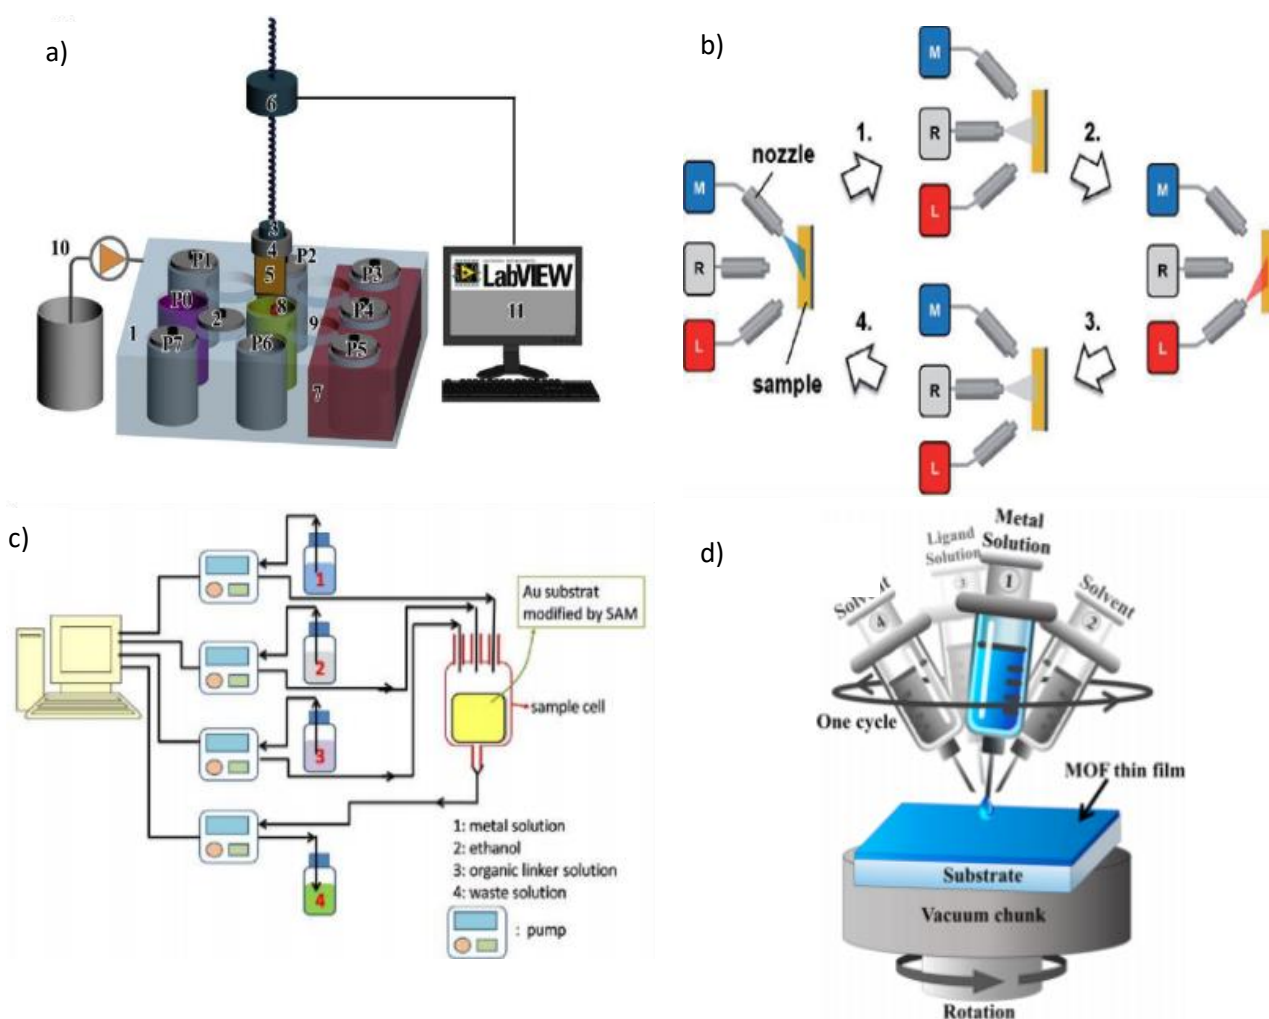 a)
6
3
4
5
P1
P2
P3
10
P0
8
P4
1
2
9
P7
P6
P5
7
LabVIEW
11
b)
M
R
L
nozzle
sample
1.
M
R
L
2.
M
R
L
3.
M
R
L
4.
c)
1
2
3
4
Au substrat
modified by SAM
sample cell
1: metal solution
2: ethanol
3: organic linker solution
4: waste solution
: pump
d)
Metal
Solution
1
Ligand
Solution
3
Solvent
4
Solvent
2
One cycle
MOF thin film
Substrate
Vacuum chunk
Rotation